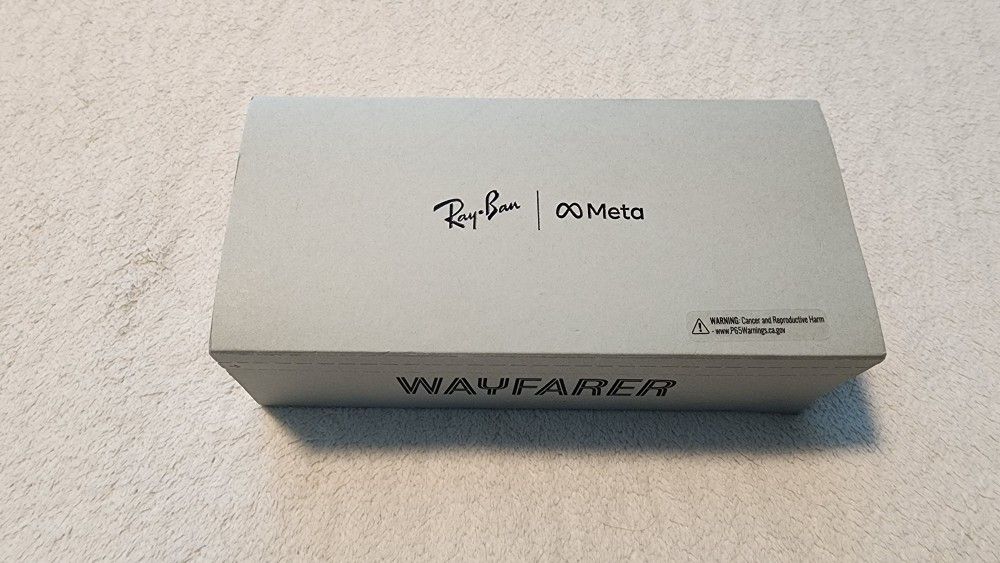 Ray-Ban | Meta
WARNING: Cancer and Reproductive Harm
- www.P65Warnings.ca.gov
WAYFARER